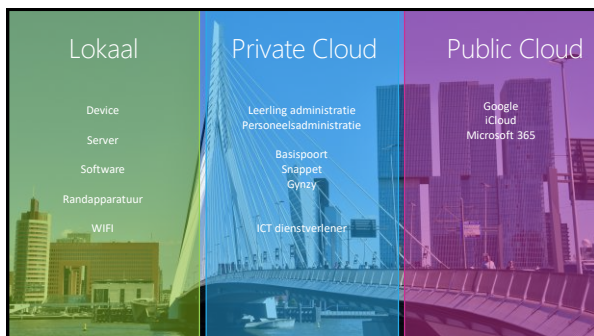 Lokaal
Device
Server
Software
Randapparatuur
WIFI
Private Cloud
Leerling administratie
Personeelsadministratie
Basispoort
Snappet
Gynzy
ICT dienstverlener
Public Cloud
Google
iCloud
Microsoft 365